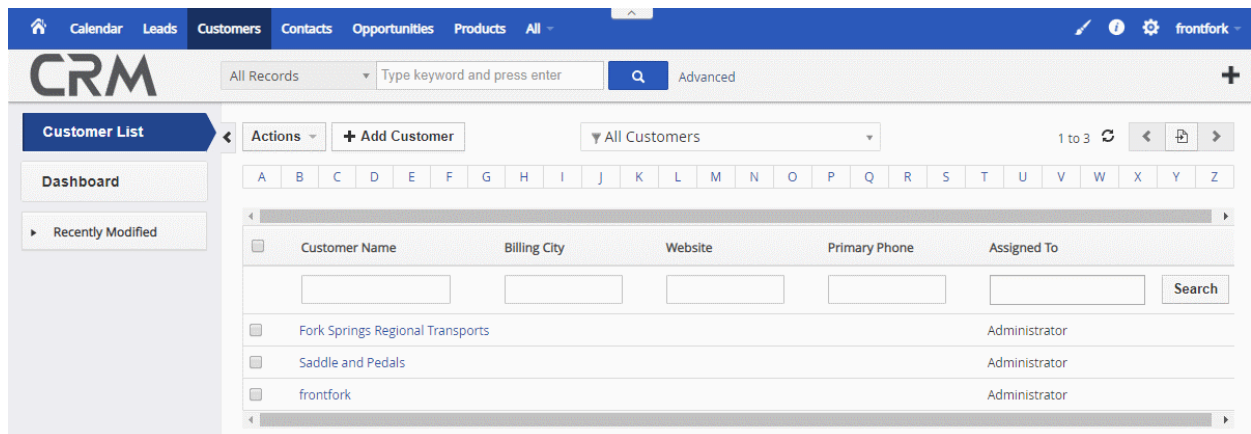 Calendar Leads Customers Contacts Opportunities Products All frontfork
CRM All Records Type keyword and press enter Advanced
Customer List Actions + Add Customer All Customers 1 to 3
Dashboard A B C D E F G H I J K L M N O P Q R S T U V W X Y Z
Recently Modified
Customer Name Billing City Website Primary Phone Assigned To
Search
Fork Springs Regional Transports Administrator
Saddle and Pedals Administrator
frontfork Administrator